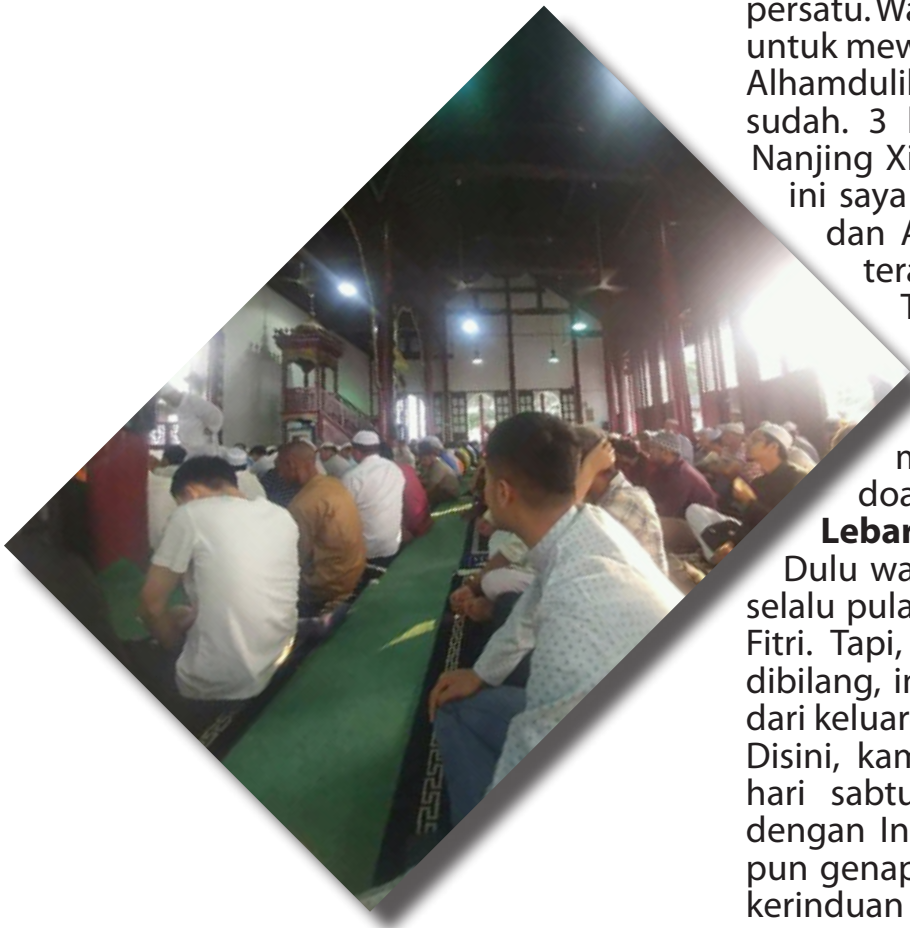 persatu. Wa
untuk mew
Alhamdulil
sudah. 3
Nanjing Xi
ini saya
dan A
tera
T
doa
Lebar
Dulu wa
selalu pula
Fitri. Tapi,
dibilang, in
dari keluar
Disini, kam
hari sabtu
dengan In
pun genap
kerinduan